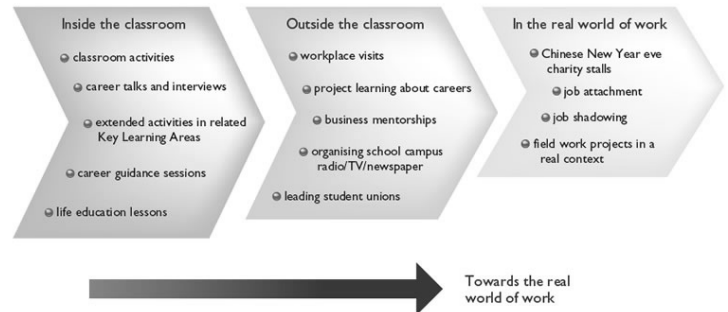 Inside the classroom
classroom activities
career talks and interviews
extended activities in related
Key Learning Areas
career guidance sessions
life education lessons
Outside the classroom
workplace visits
project learning about careers
business mentorships
organising school campus
radio/TV/newspaper
leading student unions
In the real world of work
Chinese New Year eve
charity stalls
job attachment
job shadowing
field work projects in a
real context
Towards the real
world of work